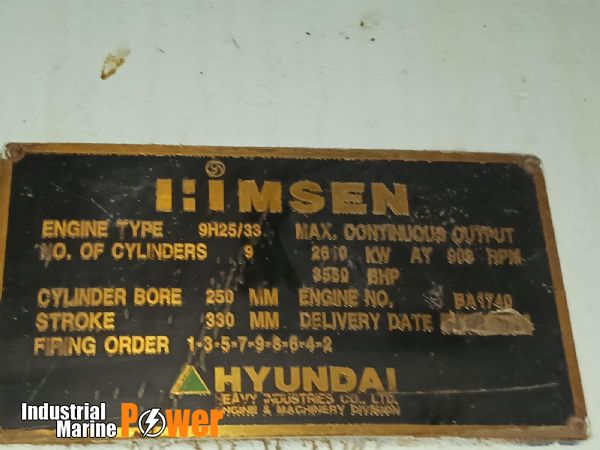 HiMSEN
ENGINE TYPE 9H25/33 MAX. CONTINUOUS OUTPUT
NO. OF CYLINDERS 9 2610 KW AT 900 RPM
BHP
CYLINDER BORE 250 MM ENGINE NO. BA1740
STROKE 330 MM DELIVERY DATE
FIRING ORDER 1-3-5-7-9-8-6-4-2
HYUNDAI
HEAVY INDUSTRIES CO., LTD.
ENGINE & MACHINERY DIVISION
Industrial
Marine Power